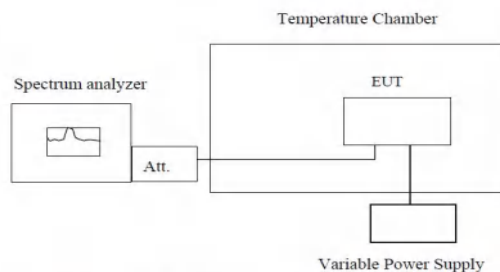 Temperature Chamber
Spectrum analyzer
EUT
Att.
Variable Power Supply